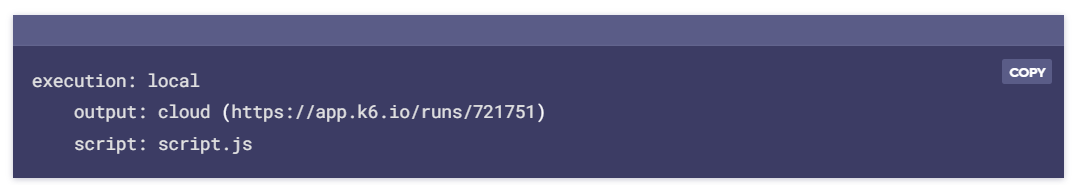 COPY
execution: local
output: cloud (https://app.k6.io/runs/721751)
script: script.js